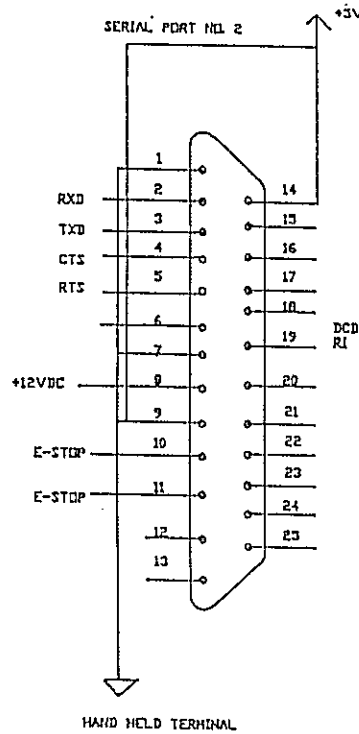 SERIAL PORT NO. 2
+5V
1
14
RXD 2
15
TXD 3
16
CTS 4
17
RTS 5
18
6
19
DCD
RI
7
20
+12VDC 8
21
9
22
E-STOP 10
23
E-STOP 11
24
12
25
13
HAND HELD TERMINAL